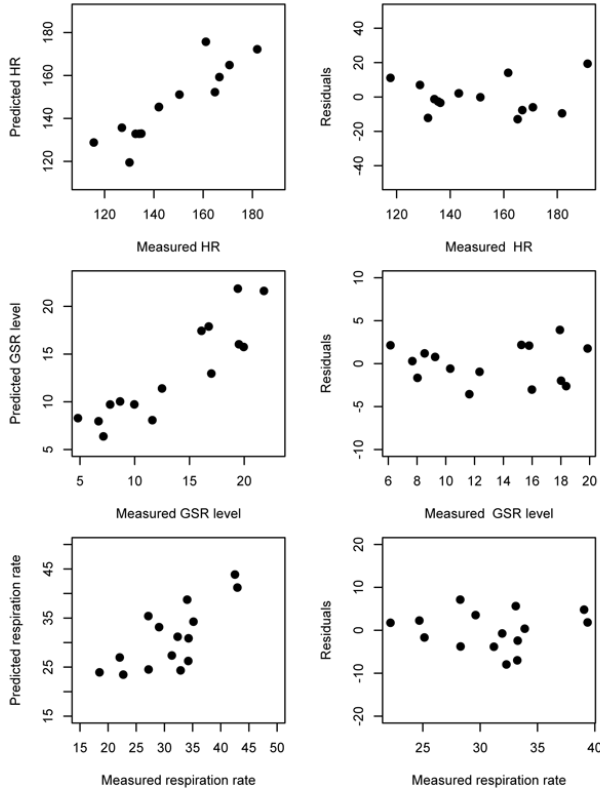 Predicted HR
120 140 160 180
120 140 160 180
Measured HR
Residuals
-40 -20 0 20 40
120 140 160 180
Measured  HR
Predicted GSR level
5 10 15 20
5 10 15 20
Measured GSR level
Residuals
-10 -5 0 5 10
6 8 10 12 14 16 18 20
Measured  GSR level
Predicted respiration rate
15 25 35 45
15 20 25 30 35 40 45 50
Measured respiration rate
Residuals
-20 -10 0 10 20
25 30 35 40
Measured respiration rate